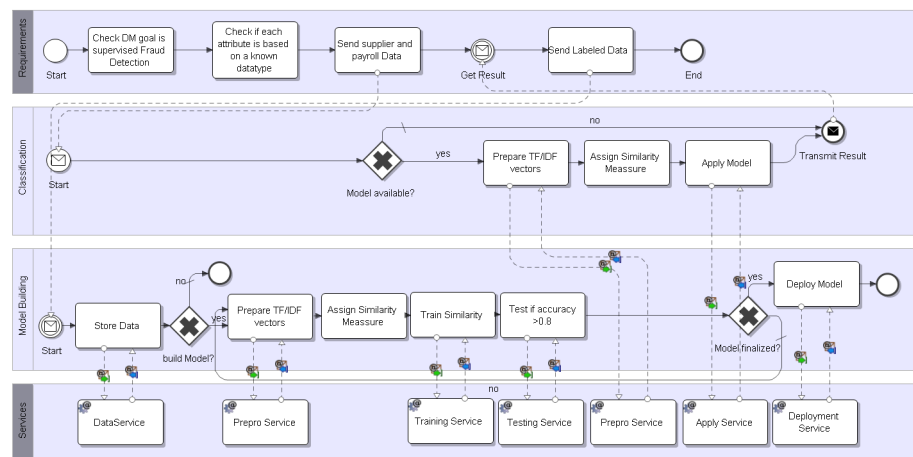 Requirements
Start
Check DM goal is
supervised Fraud
Detection
Check if each
attribute is based
on a known
datatype
Send supplier and
payroll Data
Get Result
Send Labeled Data
End
Classification
Start
Model available?
no
yes
Prepare TF/IDF
vectors
Assign Similarity
Meassure
Apply Model
Transmit Result
Model Building
Start
Store Data
no
yes
build Model?
Prepare TF/IDF
vectors
Assign Similarity
Meassure
Train Similarity
Test if accuracy
>0.8
yes
Model finalized?
Deploy Model
Services
no
DataService
Prepro Service
Training Service
Testing Service
Prepro Service
Apply Service
Deployment
Service